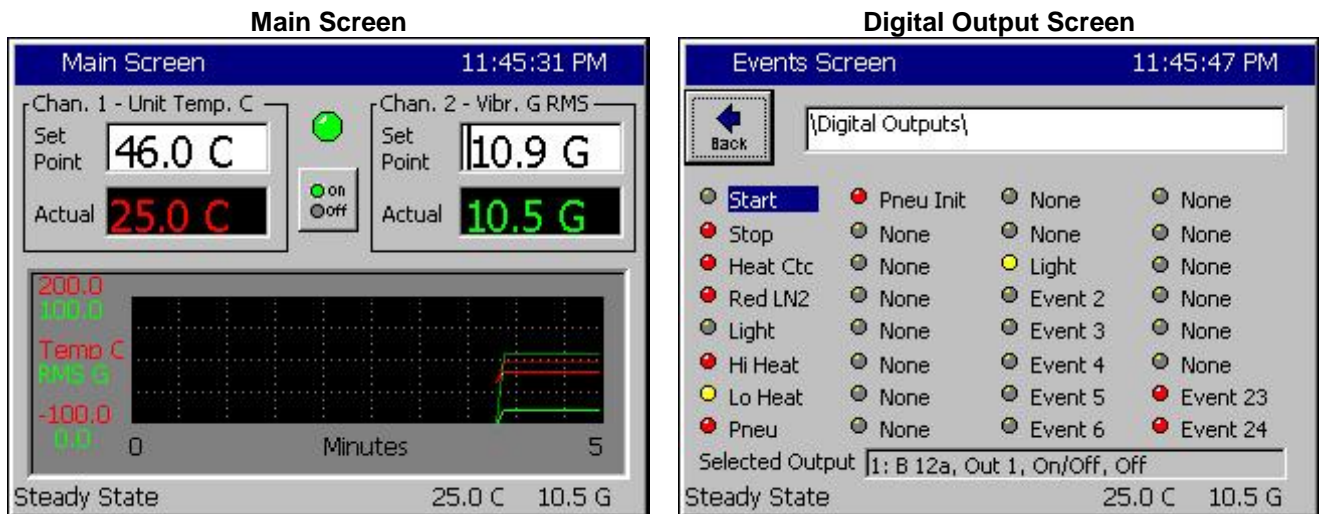 Main Screen
Main Screen 11:45:31 PM
Chan. 1 - Unit Temp. C
Set Point 46.0 C
Actual 25.0 C
on
off
Chan. 2 - Vibr. G RMS
Set Point 10.9 G
Actual 10.5 G
200.0
100.0
Temp C
RMS G
-100.0
0.0
0 Minutes 5
Steady State 25.0 C 10.5 G
Digital Output Screen
Events Screen 11:45:47 PM
Back
\Digital Outputs\
Start Pneu Init None None
Stop None None None
Heat Ctc None Light None
Red LN2 None Event 2 None
Light None Event 3 None
Hi Heat None Event 4 None
Lo Heat None Event 5 Event 23
Pneu None Event 6 Event 24
Selected Output 1: B 12a, Out 1, On/Off, Off
Steady State 25.0 C 10.5 G